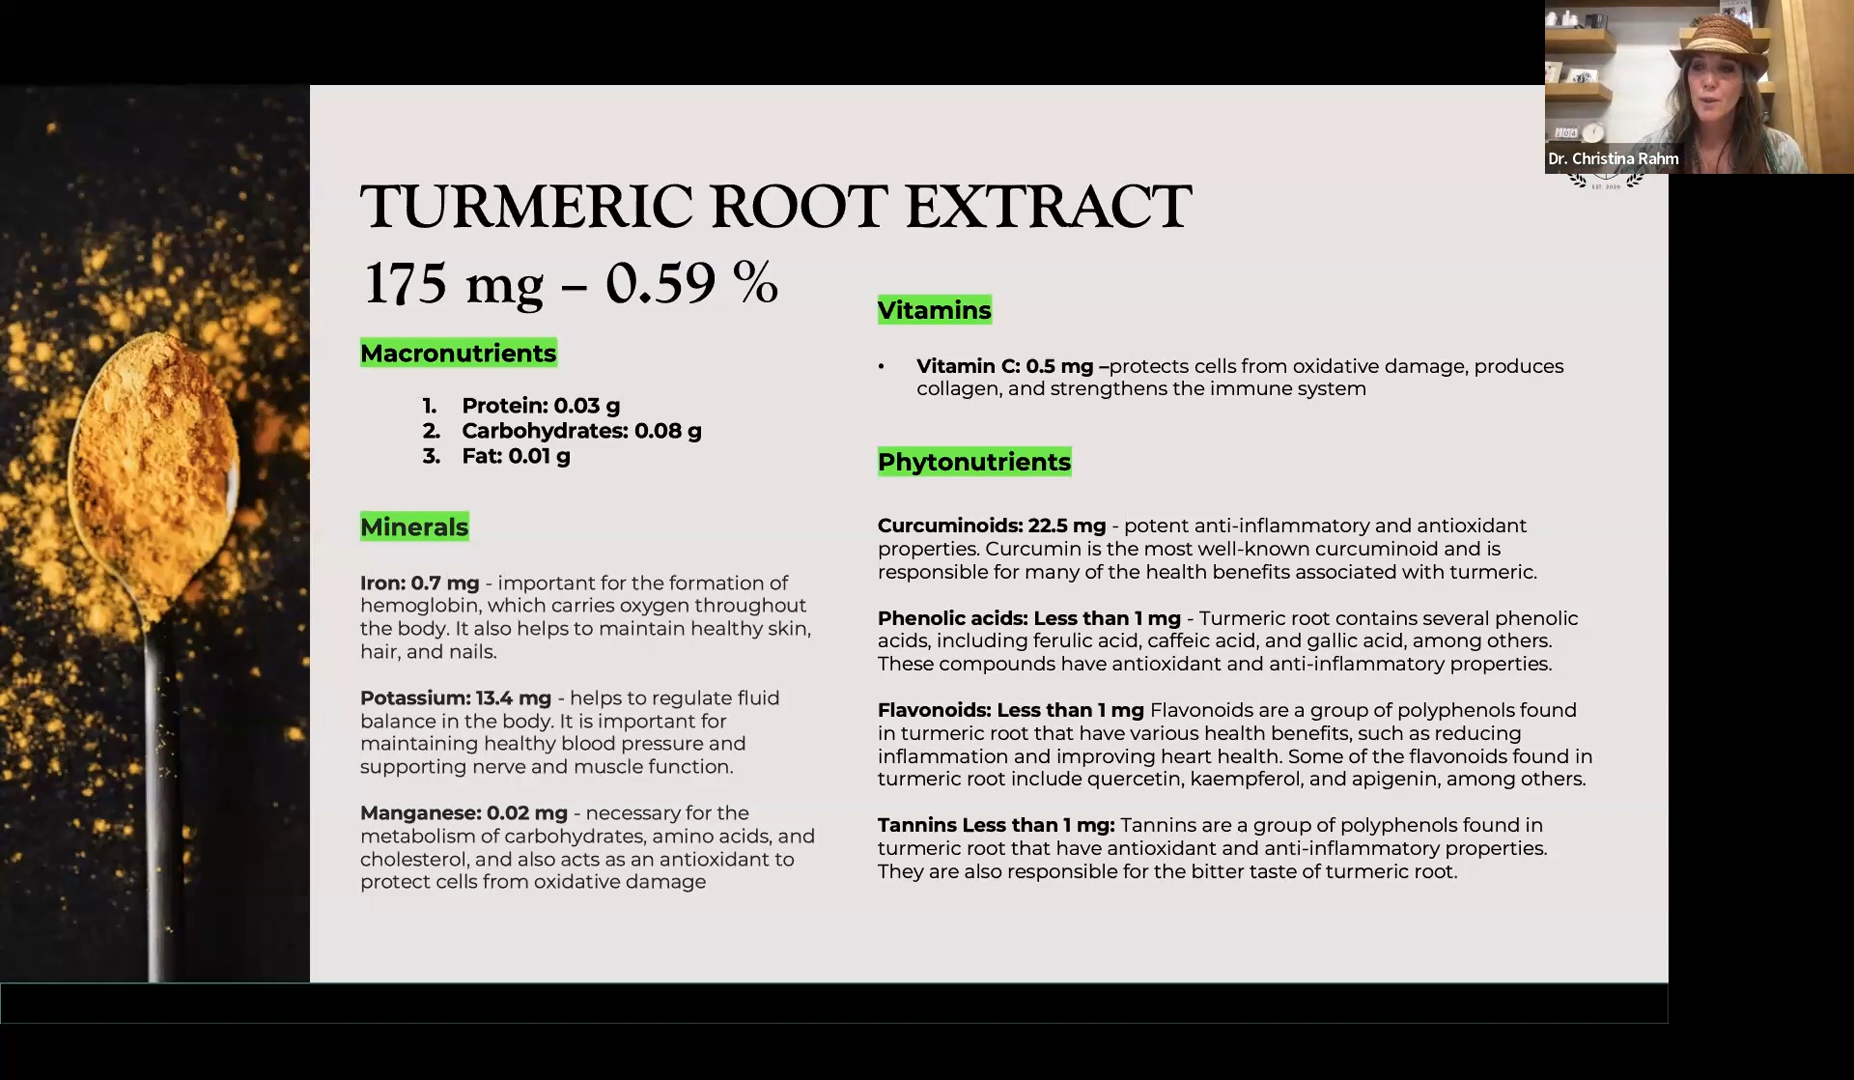 Dr. Christina Rahm
EST. 2020
TURMERIC ROOT EXTRACT
175 mg – 0.59 %
Macronutrients
1. Protein: 0.03 g
2. Carbohydrates: 0.08 g
3. Fat: 0.01 g
Minerals
Iron: 0.7 mg - important for the formation of
hemoglobin, which carries oxygen throughout
the body. It also helps to maintain healthy skin,
hair, and nails.
Potassium: 13.4 mg - helps to regulate fluid
balance in the body. It is important for
maintaining healthy blood pressure and
supporting nerve and muscle function.
Manganese: 0.02 mg - necessary for the
metabolism of carbohydrates, amino acids, and
cholesterol, and also acts as an antioxidant to
protect cells from oxidative damage
Vitamins
• Vitamin C: 0.5 mg –protects cells from oxidative damage, produces
collagen, and strengthens the immune system
Phytonutrients
Curcuminoids: 22.5 mg - potent anti-inflammatory and antioxidant
properties. Curcumin is the most well-known curcuminoid and is
responsible for many of the health benefits associated with turmeric.
Phenolic acids: Less than 1 mg - Turmeric root contains several phenolic
acids, including ferulic acid, caffeic acid, and gallic acid, among others.
These compounds have antioxidant and anti-inflammatory properties.
Flavonoids: Less than 1 mg Flavonoids are a group of polyphenols found
in turmeric root that have various health benefits, such as reducing
inflammation and improving heart health. Some of the flavonoids found in
turmeric root include quercetin, kaempferol, and apigenin, among others.
Tannins Less than 1 mg: Tannins are a group of polyphenols found in
turmeric root that have antioxidant and anti-inflammatory properties.
They are also responsible for the bitter taste of turmeric root.